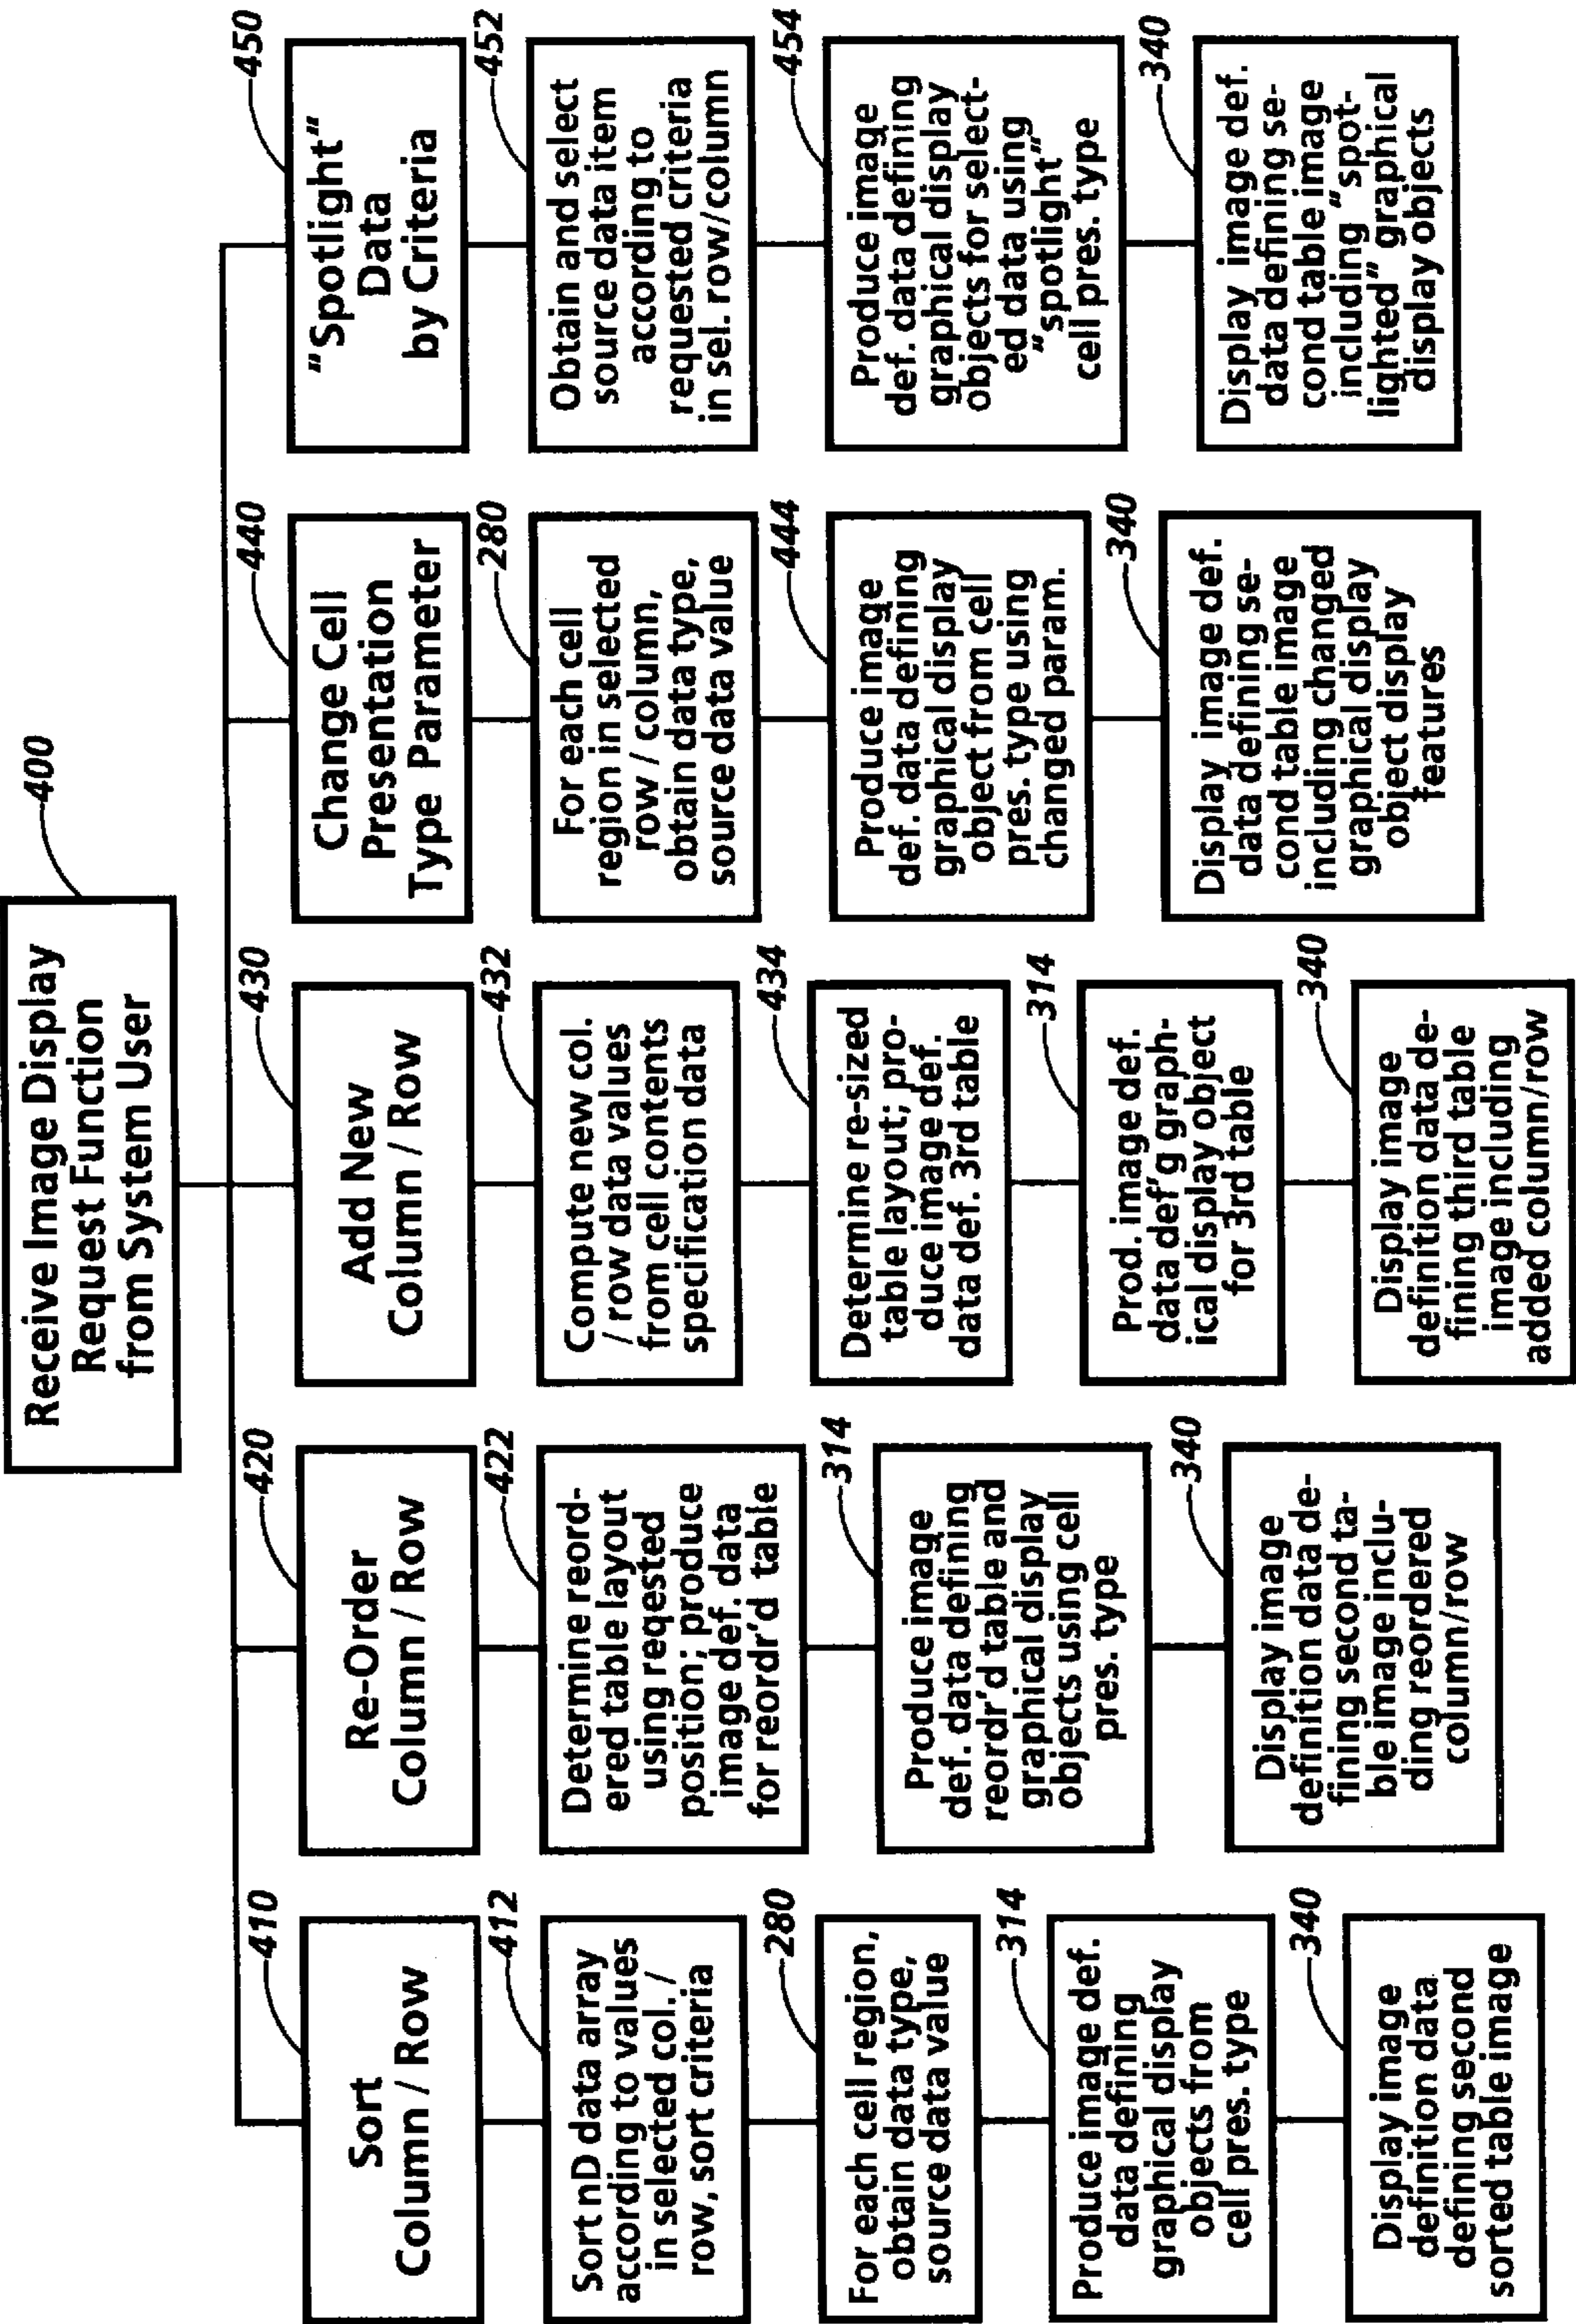 Receive Image Display
Request Function
from System User
400
410
Sort
Column / Row
412
Sort nD data array
according to values
in selected col. /
row, sort criteria
280
For each cell region,
obtain data type,
source data value
314
Produce image def.
data defining
graphical display
objects from
cell pres. type
340
Display image
definition data
defining second
sorted table image
420
Re-Order
Column / Row
422
Determine reord-
ered table layout
using reqested
position; produce
image def. data
for reordr'd table
314
Produce image
def. data defining
reordr'd table and
graphical display
objects using cell
pres. type
340
Display image
definition data de-
fining second ta-
ble image inclu-
ding reordered
column/row
430
Add New
Column / Row
432
Compute new col.
/ row data values
from cell contents
specification data
434
Determine re-sized
table layout; pro-
duce image def.
data def. 3rd table
314
Prod. image def.
data def'g graph-
ical display object
for 3rd table
340
Display image
definition data de-
fining third table
image including
added column/row
440
Change Cell
Presentation
Type Parameter
280
For each cell
region in selected
row / column,
obtain data type,
source data value
444
Produce image
def. data defining
graphical display
object from cell
pres. type using
changed param.
340
Display image def.
data defining se-
cond table image
including changed
graphical display
object display
features
450
"Spotlight"
Data
by Criteria
452
Obtain and select
source data item
according to
requested criteria
in sel. row/column
454
Produce image
def. data defining
graphical display
objects for select-
ed data using
"spotlight"
cell pres. type
340
Display image def.
data defining se-
cond table image
including "spot-
lighted" graphical
display objects